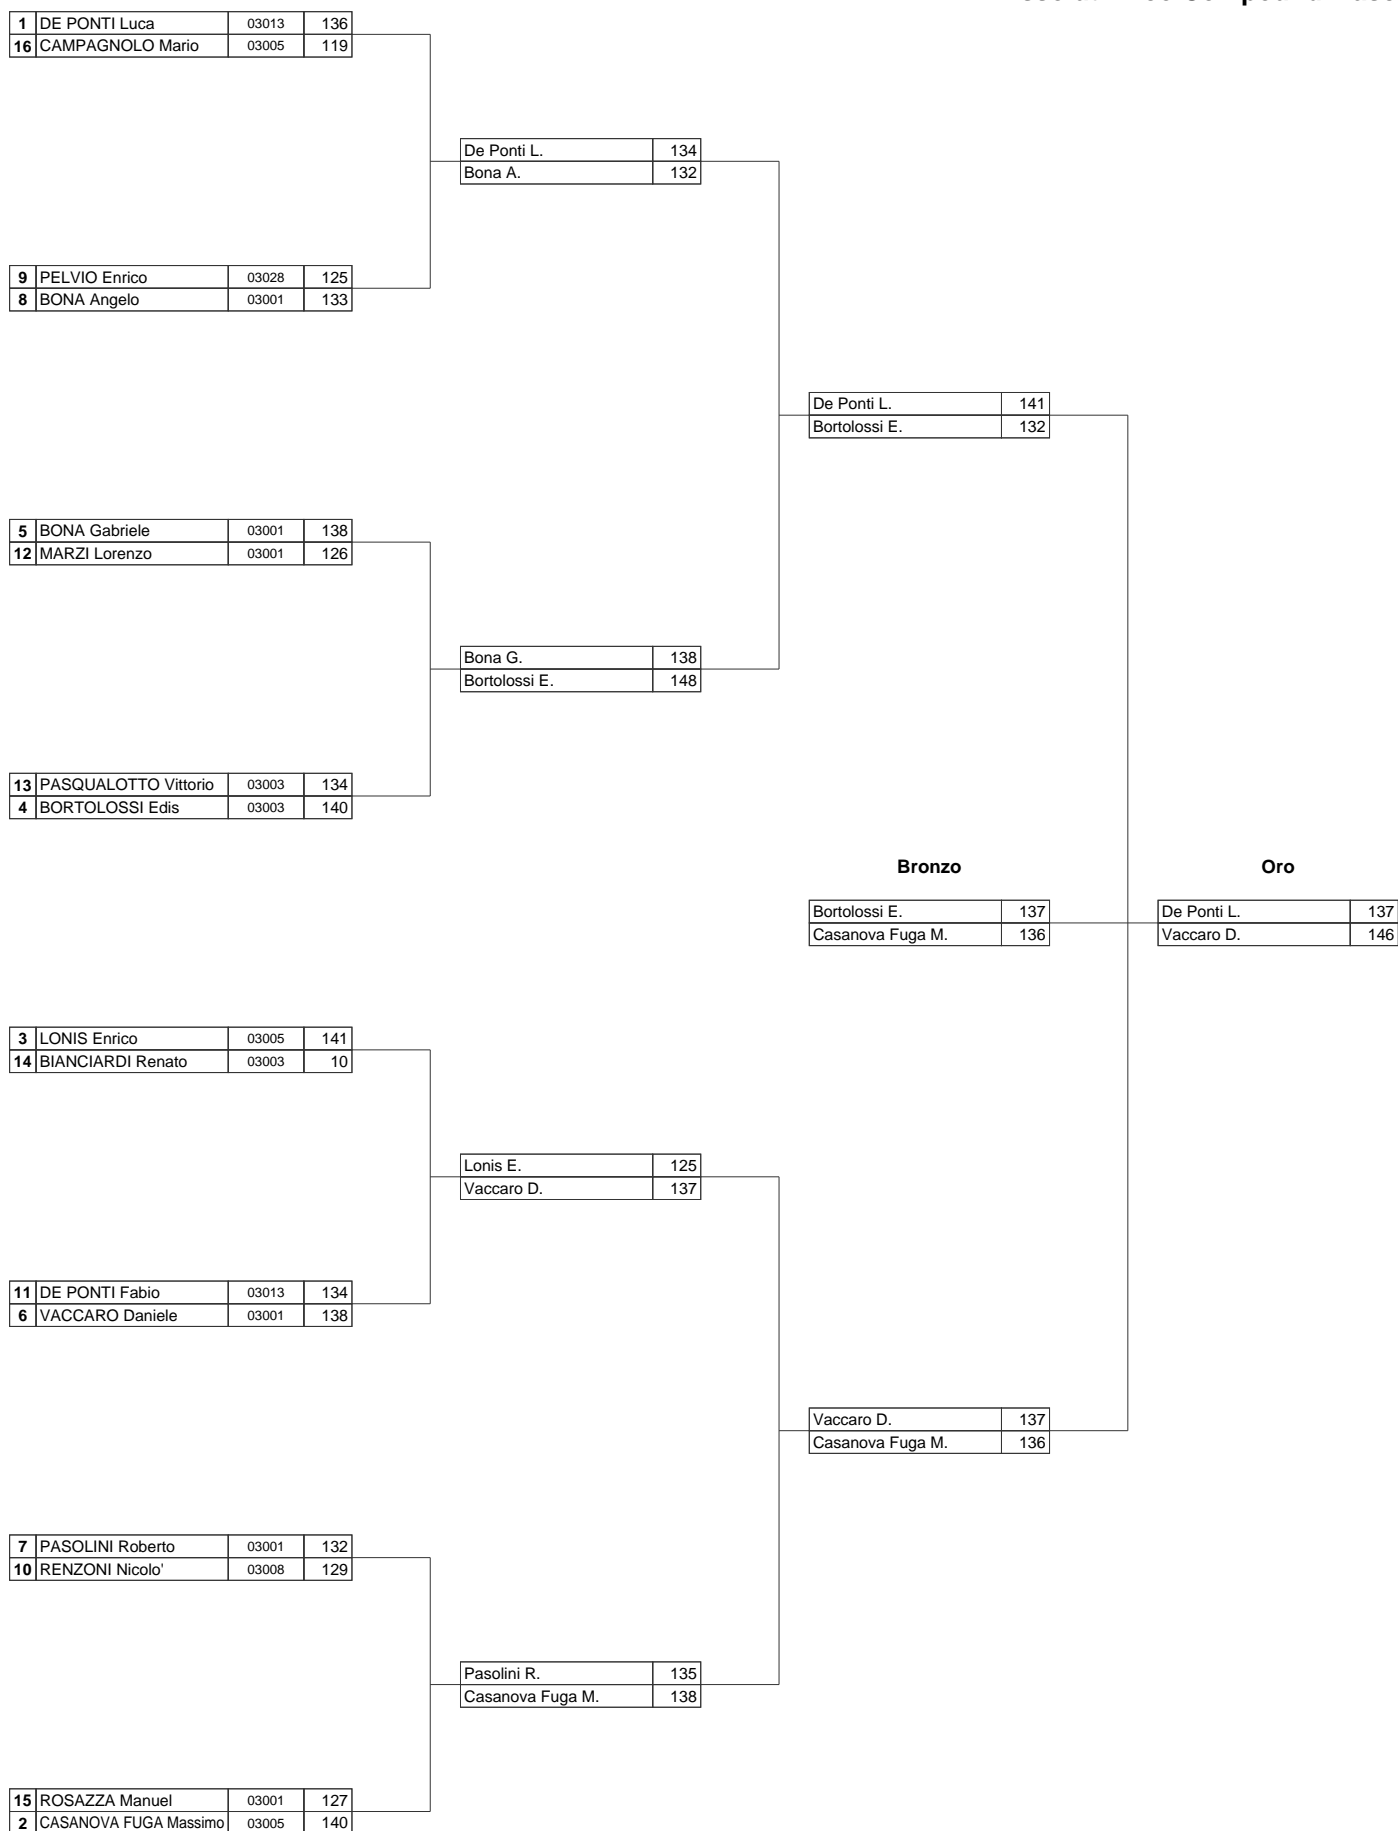 1 DE PONTI Luca 03013 136
16 CAMPAGNOLO Mario 03005 119
De Ponti L. 134
Bona A. 132
9 PELVIO Enrico 03028 125
8 BONA Angelo 03001 133
De Ponti L. 141
Bortolossi E. 132
5 BONA Gabriele 03001 138
12 MARZI Lorenzo 03001 126
Bona G. 138
Bortolossi E. 148
13 PASQUALOTTO Vittorio 03003 134
4 BORTOLOSSI Edis 03003 140
Bronzo Oro
Bortolossi E. 137 De Ponti L. 137
Casanova Fuga M. 136 Vaccaro D. 146
3 LONIS Enrico 03005 141
14 BIANCIARDI Renato 03003 10
Lonis E. 125
Vaccaro D. 137
11 DE PONTI Fabio 03013 134
6 VACCARO Daniele 03001 138
Vaccaro D. 137
Casanova Fuga M. 136
7 PASOLINI Roberto 03001 132
10 RENZONI Nicolo' 03008 129
Pasolini R. 135
Casanova Fuga M. 138
15 ROSAZZA Manuel 03001 127
2 CASANOVA FUGA Massimo 03005 140